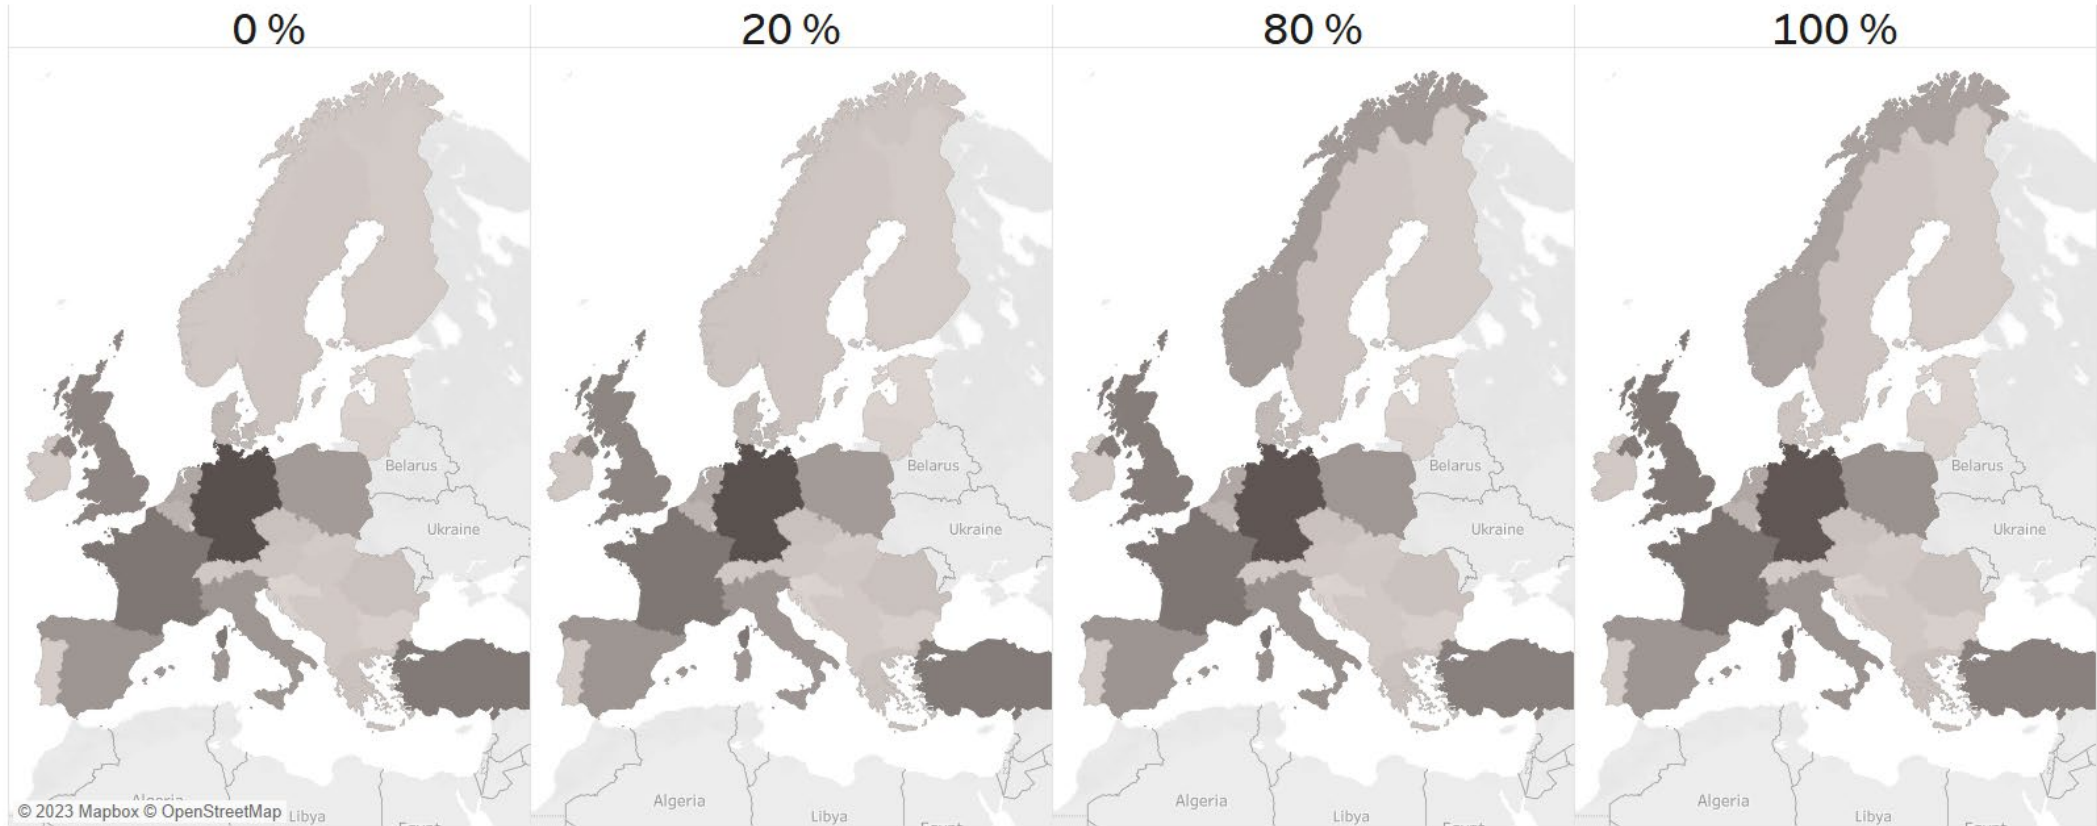 0 %
20 %
80 %
100 %
Belarus
Belarus
Belarus
Belarus
Ukraine
Ukraine
Ukraine
Ukraine
Algeria
Algeria
Algeria
Algeria
© 2023 Mapbox © OpenStreetMap
Libya
Libya
Libya
Libya